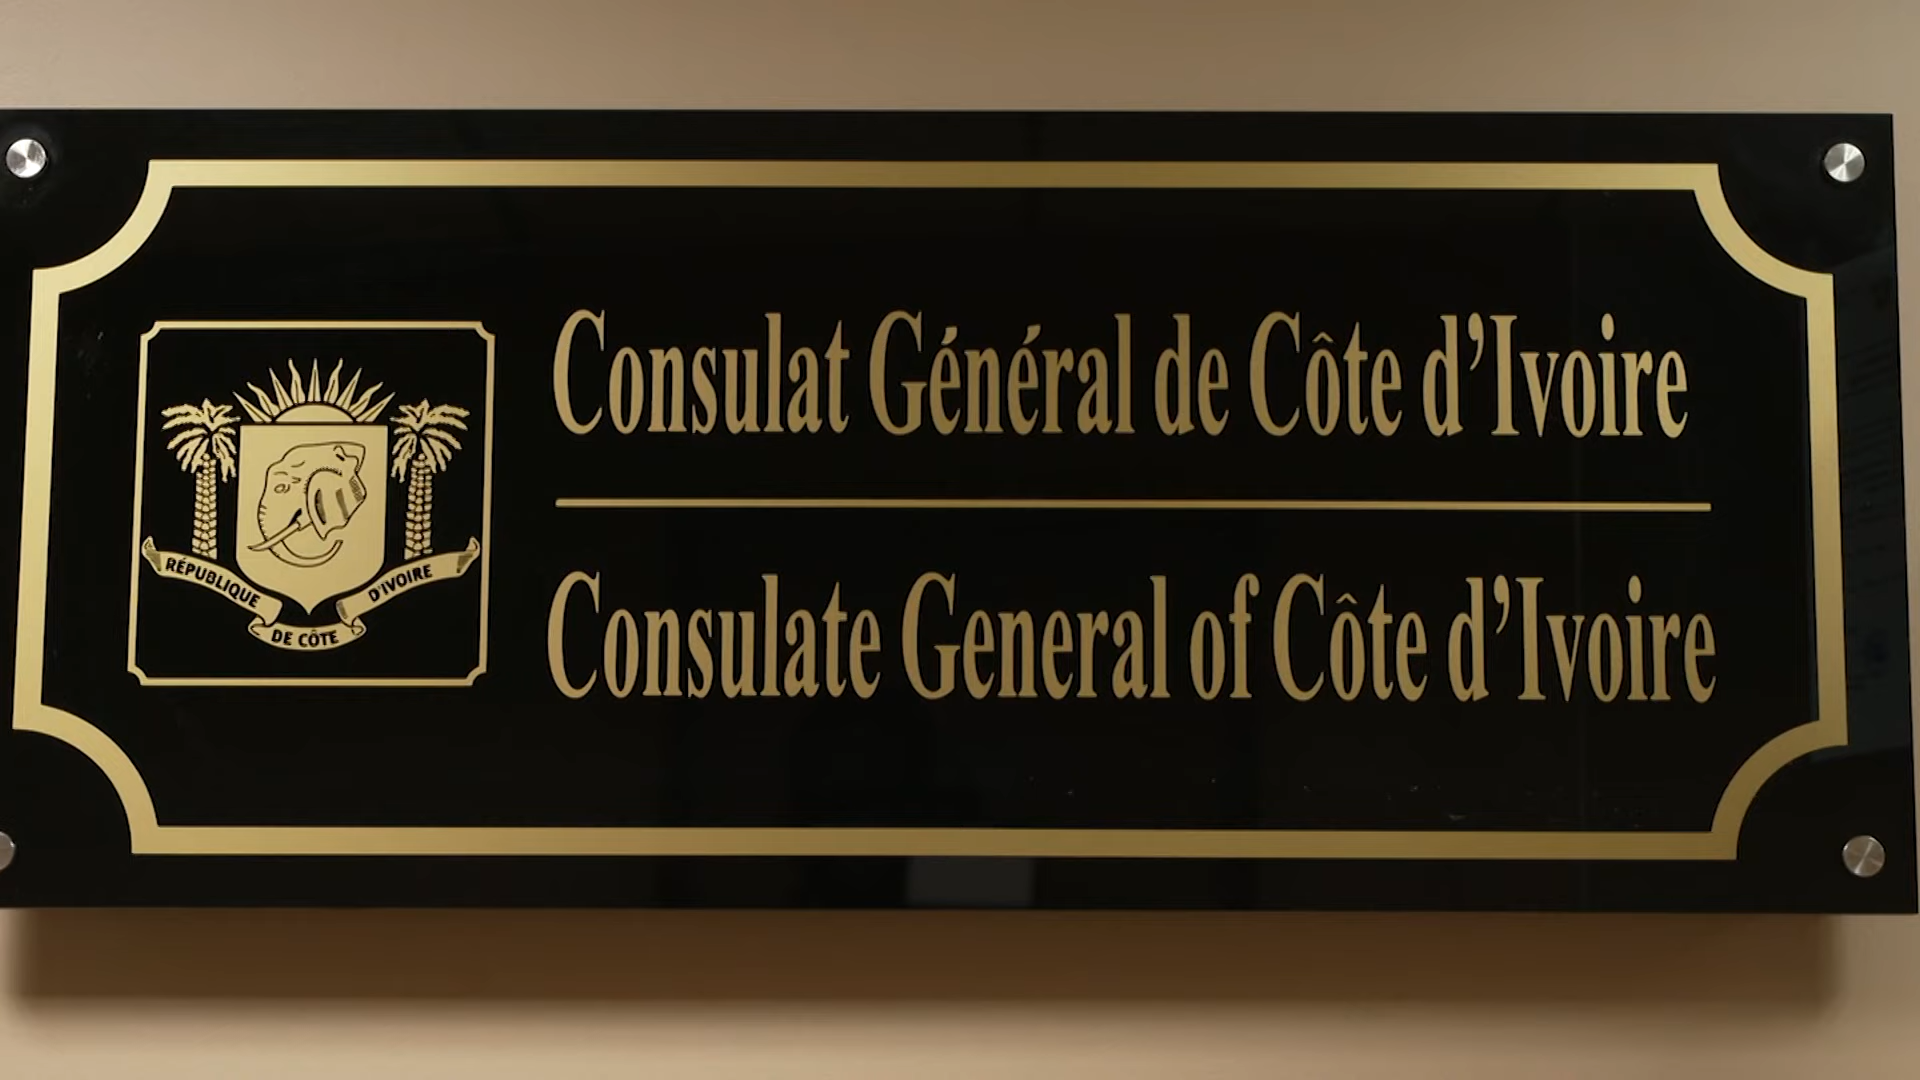 Consulat Général de Côte d’Ivoire
Consulate General of Côte d’Ivoire
RÉPUBLIQUE
DE CÔTE
D'IVOIRE